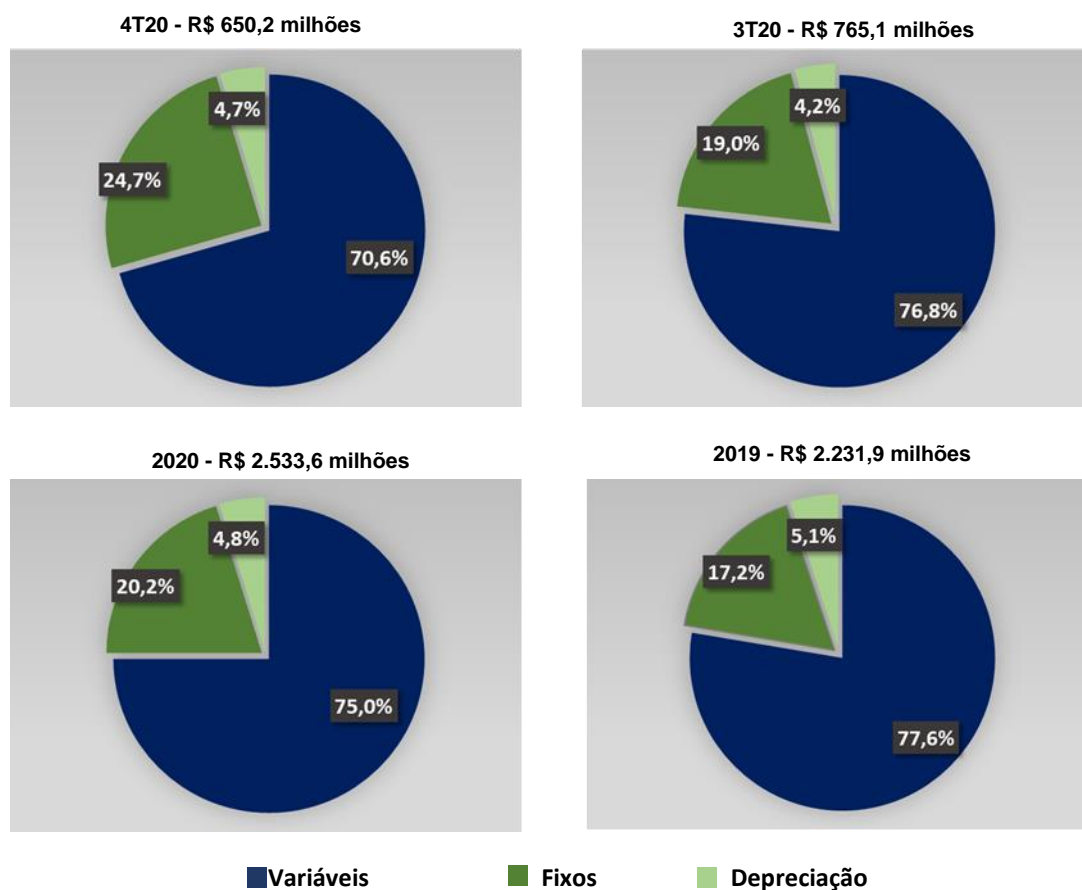 4T20 - R$ 650,2 milhões
4,7%
24,7%
70,6%
3T20 - R$ 765,1 milhões
4,2%
19,0%
76,8%
2020 - R$ 2.533,6 milhões
4,8%
20,2%
75,0%
2019 - R$ 2.231,9 milhões
5,1%
17,2%
77,6%
Variáveis
Fixos
Depreciação